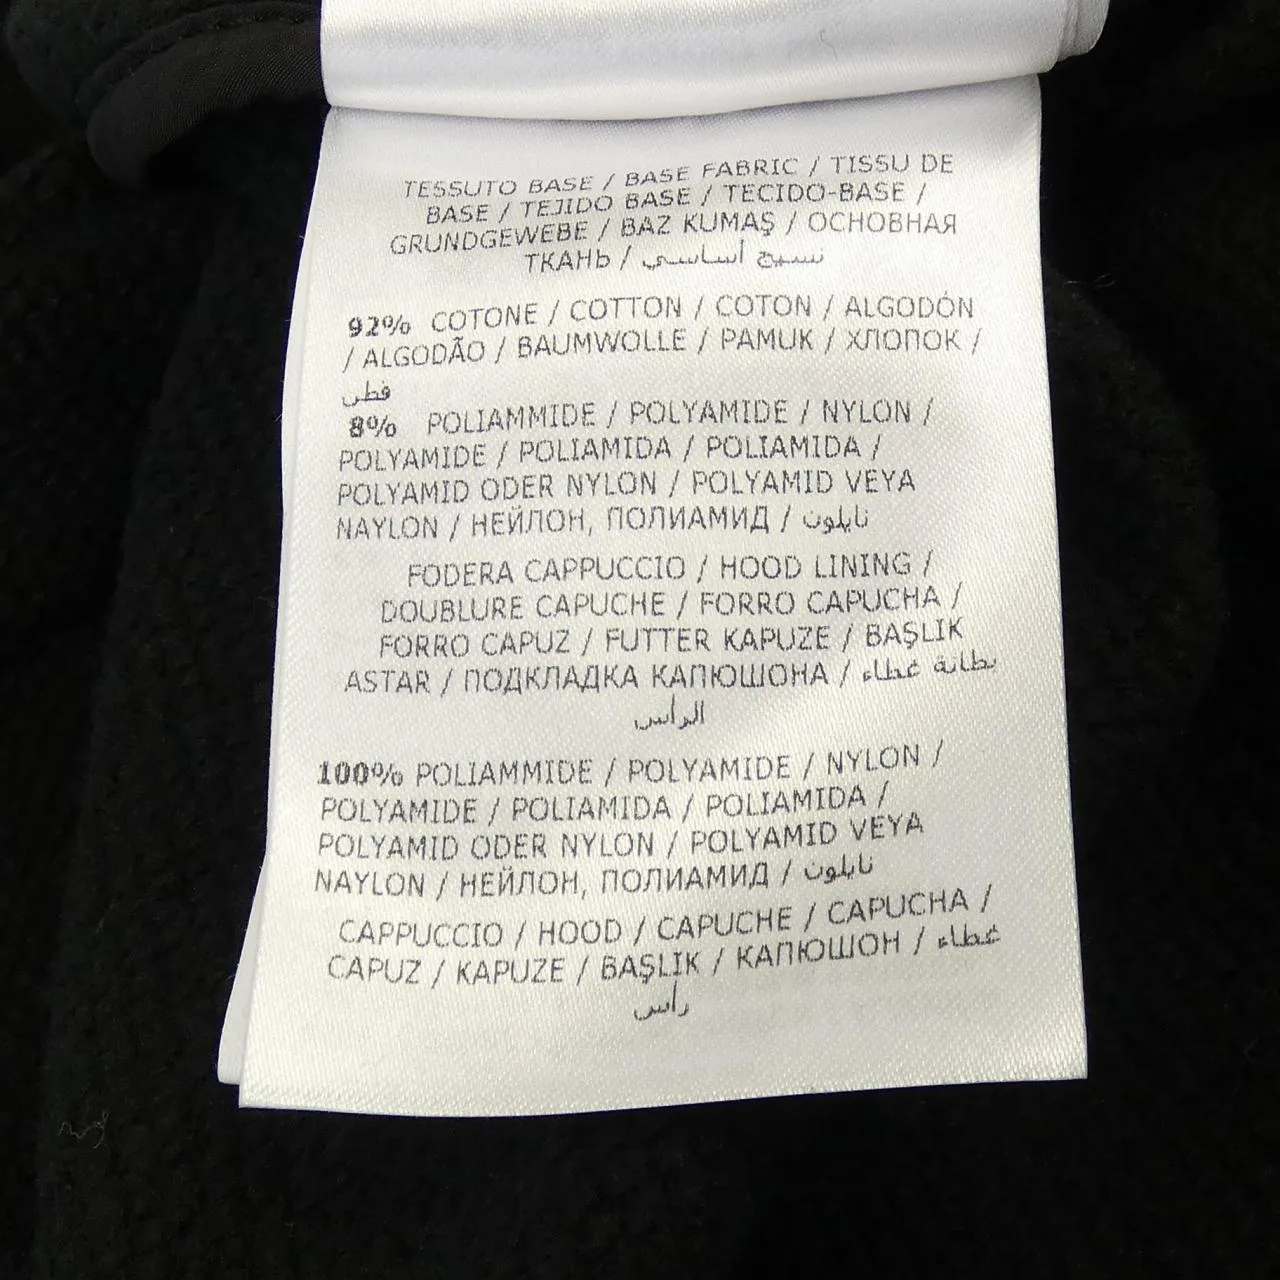 TESSUTO BASE / BASE FABRIC / TISSU DE
BASE / TEJIDO BASE / TECIDO-BASE /
GRUNDGEWEBE / BAZ KUMAŞ / ОСНОВНАЯ
ТКАНЬ / نسيج أساسي
92% COTONE / COTTON / COTON / ALGODÓN
/ ALGODÃO / BAUMWOLLE / PAMUK / ХЛОПОК /
قطن
8% POLIAMMIDE / POLYAMIDE / NYLON /
POLYAMIDE / POLIAMIDA / POLIAMIDA /
POLYAMID ODER NYLON / POLYAMID VEYA
NAYLON / НЕЙЛОН, ПОЛИАМИД / نايلون
FODERA CAPPUCCIO / HOOD LINING /
DOUBLURE CAPUCHE / FORRO CAPUCHA /
FORRO CAPUZ / FUTTER KAPUZE / BAŞLIK
ASTAR / ПОДКЛАДКА КАПЮШОНА / بطانة غطاء
الرأس
100% POLIAMMIDE / POLYAMIDE / NYLON /
POLYAMIDE / POLIAMIDA / POLIAMIDA /
POLYAMID ODER NYLON / POLYAMID VEYA
NAYLON / НЕЙЛОН, ПОЛИАМИД / نايلون
CAPPUCCIO / HOOD / CAPUCHE / CAPUCHA /
CAPUZ / KAPUZE / BAŞLIK / КАПЮШОН / غطاء
رأس